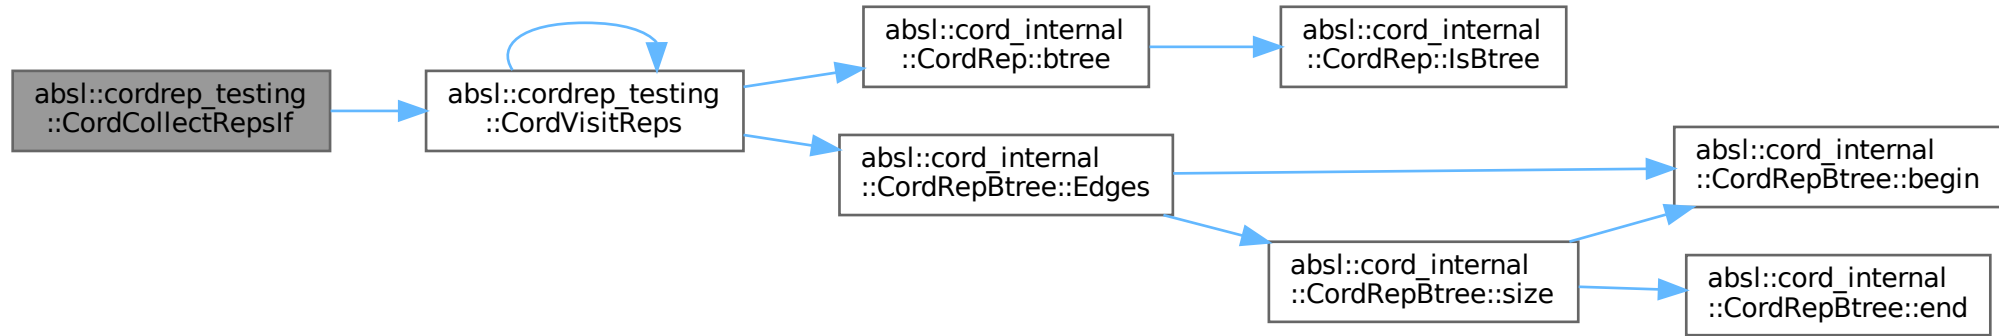 absl::cordrep_testing
::CordCollectRepsIf
absl::cordrep_testing
::CordVisitReps
absl::cord_internal
::CordRep::btree
absl::cord_internal
::CordRep::IsBtree
absl::cord_internal
::CordRepBtree::Edges
absl::cord_internal
::CordRepBtree::begin
absl::cord_internal
::CordRepBtree::size
absl::cord_internal
::CordRepBtree::end